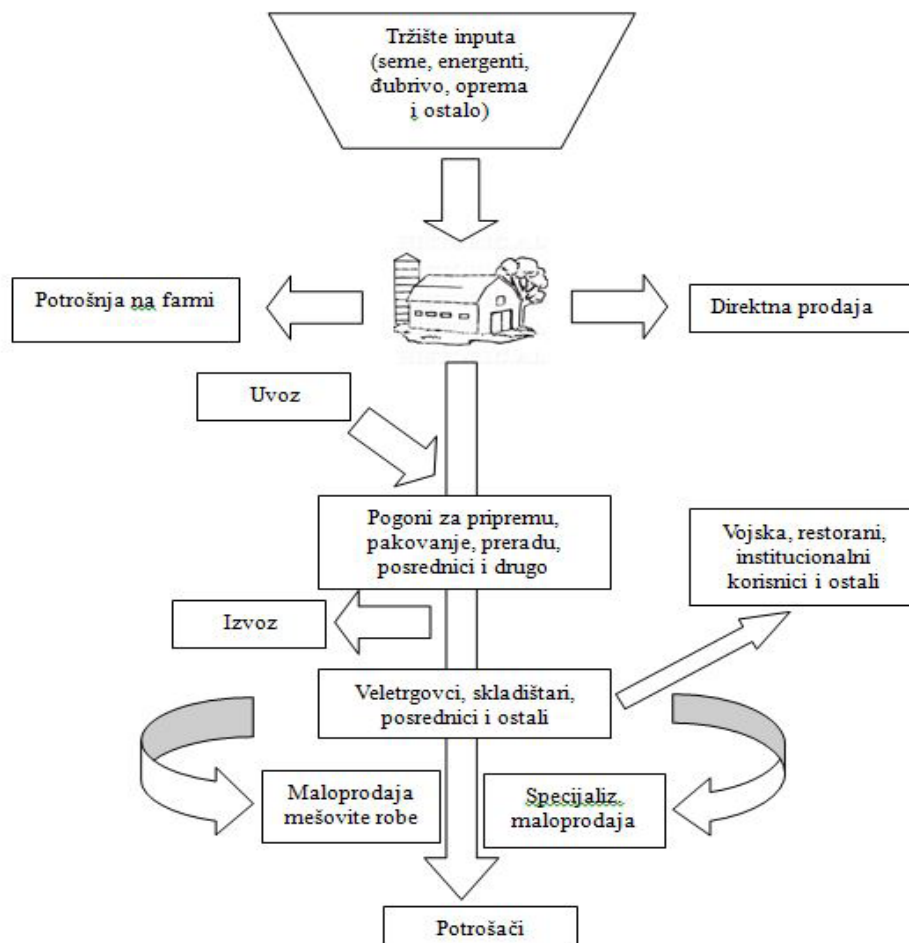 Tržište inputa
(seme, energenti,
đubrivo, oprema
i ostalo)
Potrošnja na farmi
Direktna prodaja
Uvoz
Pogoni za pripremu,
pakovanje, preradu,
posrednici i drugo
Vojska, restorani,
institucionalni
korisnici i ostali
Izvoz
Veletrgovci, skladištari,
posrednici i ostali
Maloprodaja
mešovite robe
Specijaliz.
maloprodaja
Potrošači